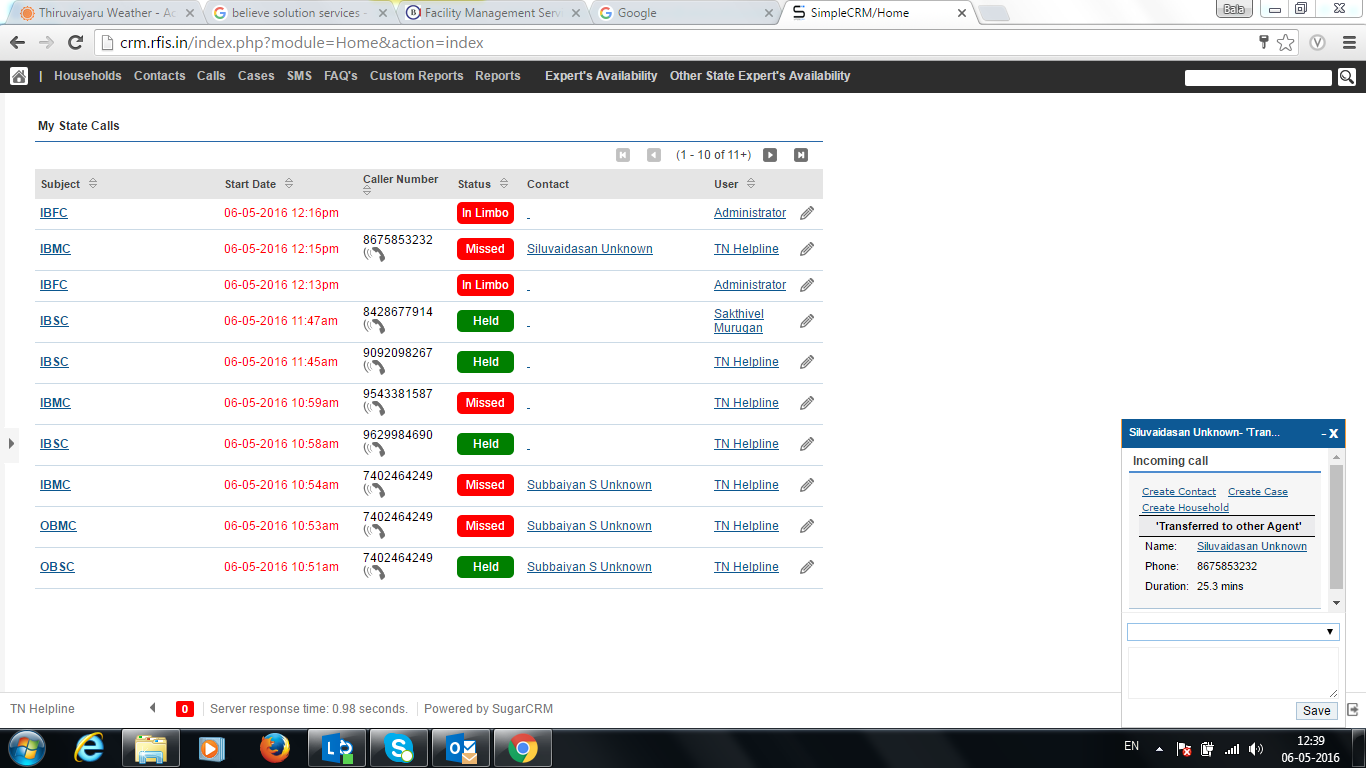 Thiruvaiyaru Weather - Ac
believe solution services -
Facility Management Servi
Google
SimpleCRM/Home
Bala
crm.rfis.in/index.php?module=Home&action=index
| Households Contacts Calls Cases SMS FAQ's Custom Reports Reports Expert's Availability Other State Expert's Availability
My State Calls
(1 - 10 of 11+)
Subject Start Date Caller Number Status Contact User
IBFC 06-05-2016 12:16pm In Limbo Administrator
IBMC 06-05-2016 12:15pm 8675853232 Missed Siluvaidasan Unknown TN Helpline
IBFC 06-05-2016 12:13pm In Limbo Administrator
IBSC 06-05-2016 11:47am 8428677914 Held Sakthivel Murugan
IBSC 06-05-2016 11:45am 9092098267 Held TN Helpline
IBMC 06-05-2016 10:59am 9543381587 Missed TN Helpline
IBSC 06-05-2016 10:58am 9629984690 Held TN Helpline
IBMC 06-05-2016 10:54am 7402464249 Missed Subbaiyan S Unknown TN Helpline
OBMC 06-05-2016 10:53am 7402464249 Missed Subbaiyan S Unknown TN Helpline
OBSC 06-05-2016 10:51am 7402464249 Held Subbaiyan S Unknown TN Helpline
Siluvaidasan Unknown- 'Tran... - x
Incoming call
Create Contact Create Case
Create Household
'Transferred to other Agent'
Name: Siluvaidasan Unknown
Phone: 8675853232
Duration: 25.3 mins
Save
TN Helpline 0 Server response time: 0.98 seconds. Powered by SugarCRM
EN
12:39
06-05-2016